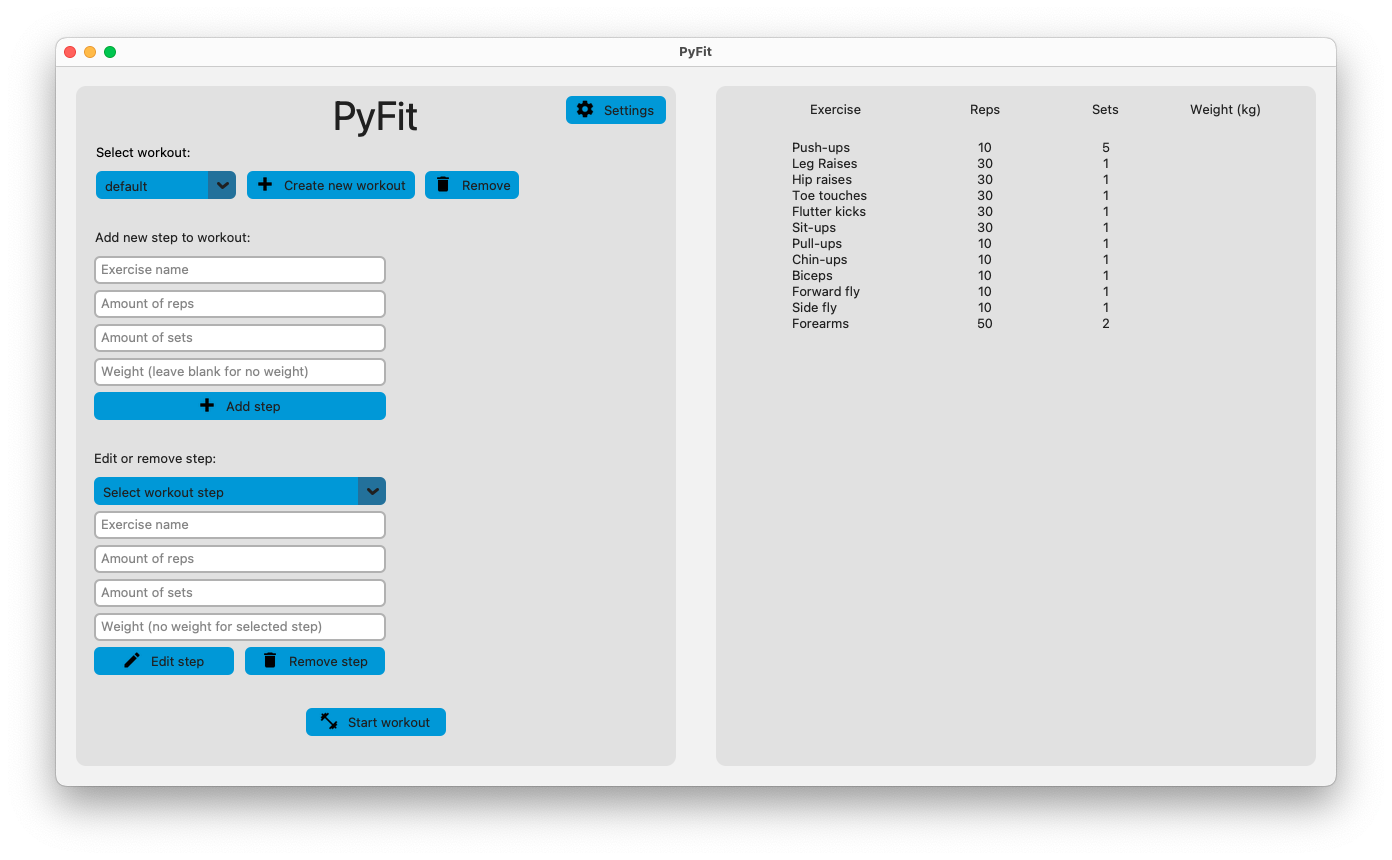 PyFit
PyFit
Settings
Select workout:
default
Create new workout
Remove
Add new step to workout:
Exercise name
Amount of reps
Amount of sets
Weight (leave blank for no weight)
Add step
Edit or remove step:
Select workout step
Exercise name
Amount of reps
Amount of sets
Weight (no weight for selected step)
Edit step
Remove step
Start workout
Exercise Reps Sets Weight (kg)
Push-ups 10 5
Leg Raises 30 1
Hip raises 30 1
Toe touches 30 1
Flutter kicks 30 1
Sit-ups 30 1
Pull-ups 10 1
Chin-ups 10 1
Biceps 10 1
Forward fly 10 1
Side fly 10 1
Forearms 50 2